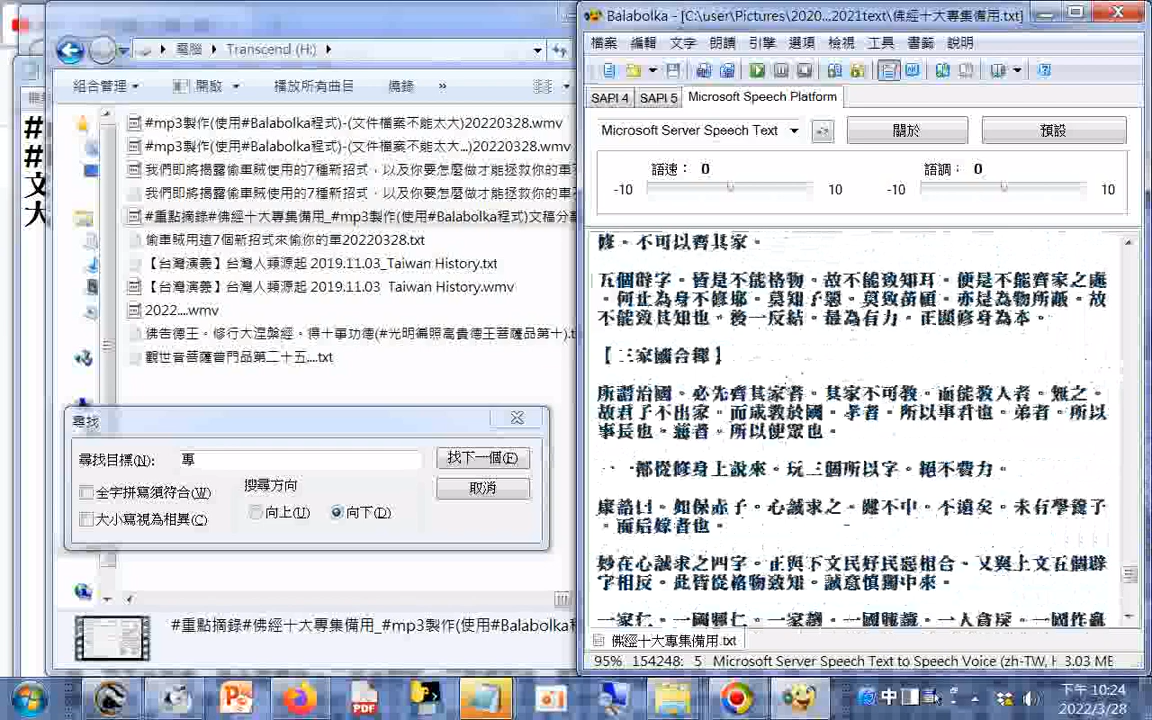 Balabolka - [C:\user\Pictures\2020...2021text\佛經十大專集備用.txt]
檔案 編輯 文字 朗讀 引擎 選項 檢視 工具 書籤 說明
SAPI 4 SAPI 5 Microsoft Speech Platform
Microsoft Server Speech Text 關於 預設
語速： 0 語調： 0
-10 10 -10 10
修。不可以齊其家。
五個辟字。皆是不能格物。故不能致知耳。便是不能齊家之處
。何止為身不修耶。莫知子惡。莫致苗碩。亦是為物所蔽。故
不能致其知也。後一反結。最為有力。正顯修身為本。
所謂治國。必先齊其家者。其家不可教。而能教人者。無之。
故君子不出家。而成教於國。孝者。所以事君也。弟者。所以
事長也。慈者。所以使眾也。
都從修身上說來。玩三個所以字。絕不費力。
康誥曰。如保赤子。心誠求之。雖不中。不遠矣。未有學養子
。而后嫁者也。
妙在心誠求之四字。正與下文民好民惡相合。又與上文五個辟
字相反。此皆從格物致知。誠意慎獨中來。
一家仁。一國興仁。一家讓。一國興讓。一人貪戾。一國作亂
佛經十大專集備用.txt
95% 154248: 5 Microsoft Server Speech Text to Speech Voice (zh-TW, H 3.03 ME
電腦 Transcend (H:)
組合管理 開啟 播放所有曲目 燒錄 »
#mp3製作(使用#Balabolka程式)-(文件檔案不能太大)20220328.wmv
#mp3製作(使用#Balabolka程式)-(文件檔案不能太大...)20220328.wmv
我們即將揭露偷車賊使用的7種新招式，以及你要怎麼做才能拯救你的車
我們即將揭露偷車賊使用的7種新招式，以及你要怎麼做才能拯救你的車
#重點摘錄#佛經十大專集備用_#mp3製作(使用#Balabolka程式)文稿分
偷車賊用這7個新招式來偷你的車20220328.txt
【台灣演義】台灣人類源起 2019.11.03_Taiwan History.txt
【台灣演義】台灣人類源起 2019.11.03 Taiwan History.wmv
2022....wmv
佛告德王。修行大涅槃經。得十事功德(#光明徧照高貴德王菩薩品第十).t
觀世音菩薩普門品第二十五....txt
尋找
尋找目標(N): 專 找下一個(F)
全字拼寫須符合(W) 搜尋方向 取消
大小寫視為相異(C) 向上(U) 向下(D)
#重點摘錄#佛經十大專集備用_#mp3製作(使用#Balabolka程
#
#
文
大
中
下午 10:24
2022/3/28